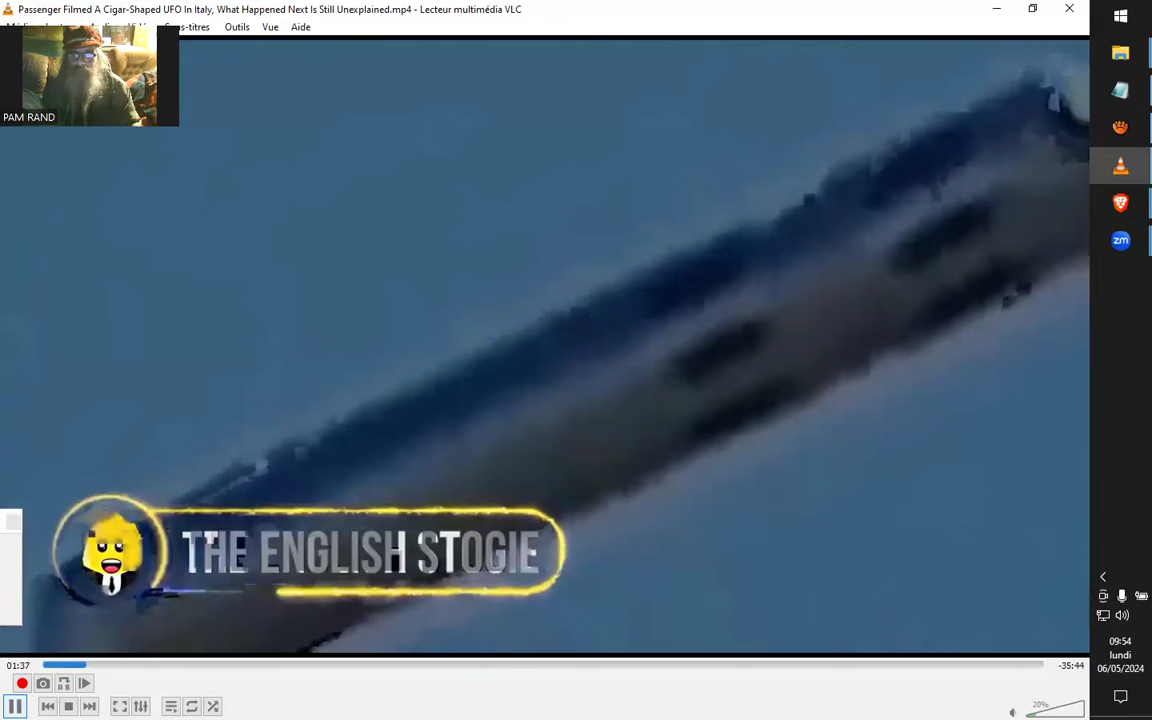 Passenger Filmed A Cigar-Shaped UFO In Italy, What Happened Next Is Still Unexplained.mp4 - Lecteur multimédia VLC
Outils Vue Aide
PAM RAND
zm
THE ENGLISH STOGIE
01:37
-35:44
20%
09:54
lundi
06/05/2024